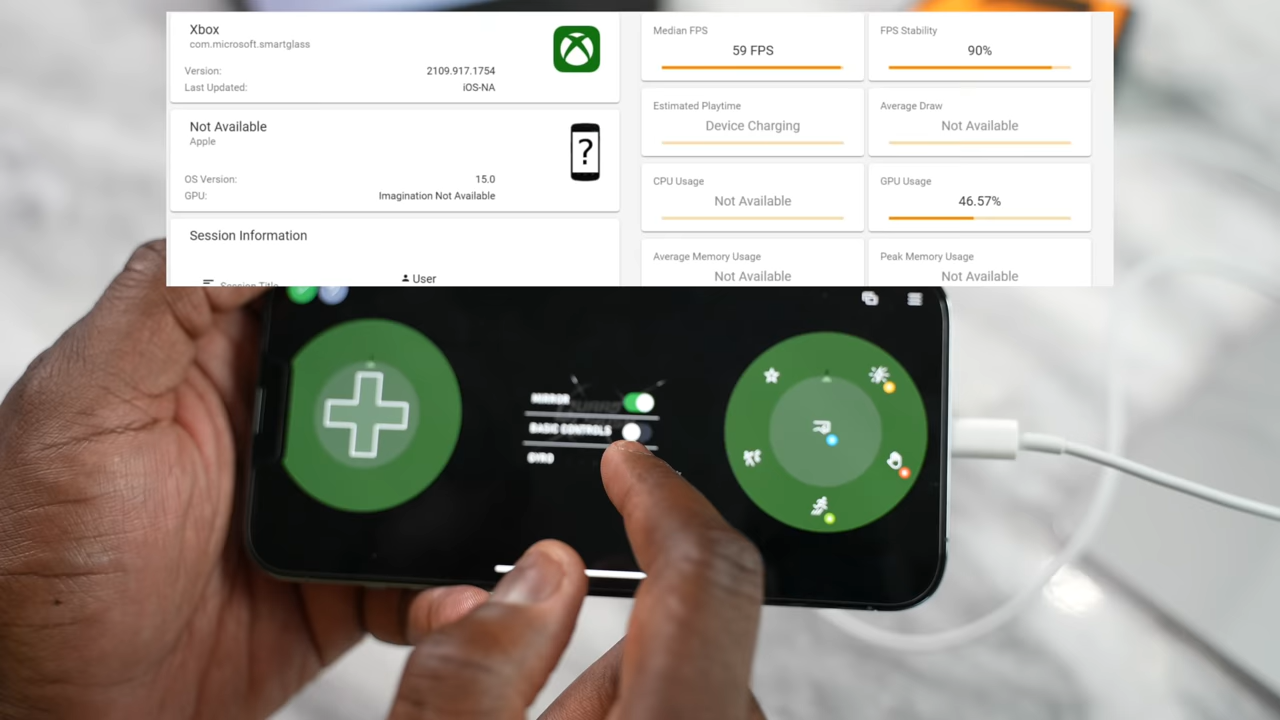 Xbox
com.microsoft.smartglass
Version: 2109.917.1754
Last Updated: iOS-NA
Not Available
Apple
?
OS Version: 15.0
GPU: Imagination Not Available
Session Information
Session Title
User
Median FPS
59 FPS
FPS Stability
90%
Estimated Playtime
Device Charging
Average Draw
Not Available
CPU Usage
Not Available
GPU Usage
46.57%
Average Memory Usage
Not Available
Peak Memory Usage
Not Available
MIRROR
BASIC CONTROLS
GYRO